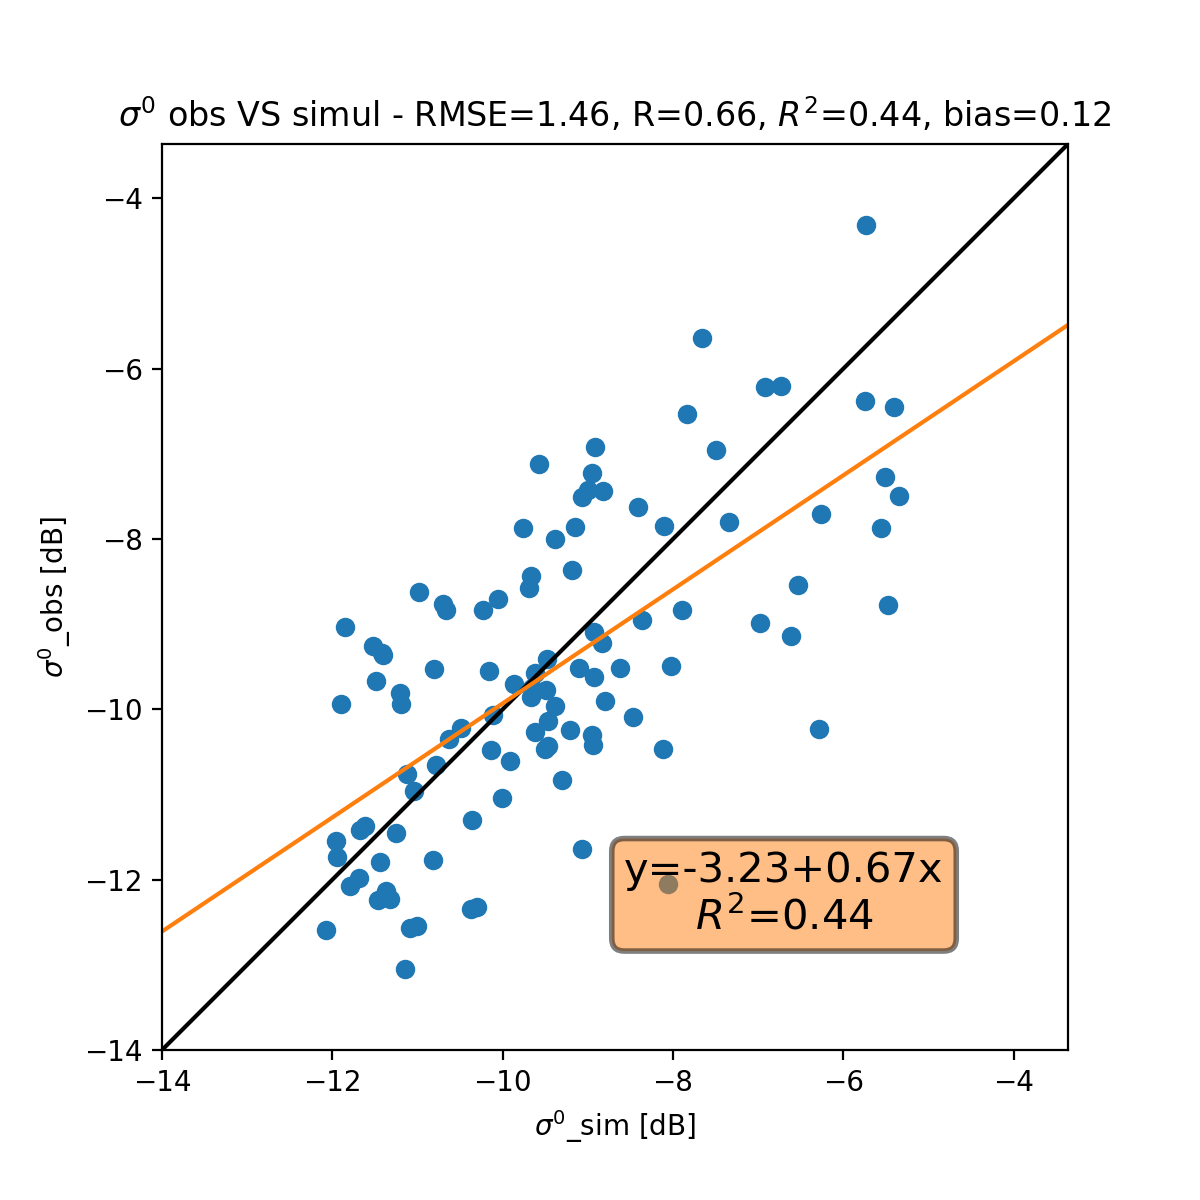 σ⁰ obs VS simul - RMSE=1.46, R=0.66, R²=0.44, bias=0.12
−4
−6
−8
−10
−12
−14
σ⁰_obs [dB]
y=-3.23+0.67x
R²=0.44
−14 −12 −10 −8 −6 −4
σ⁰_sim [dB]